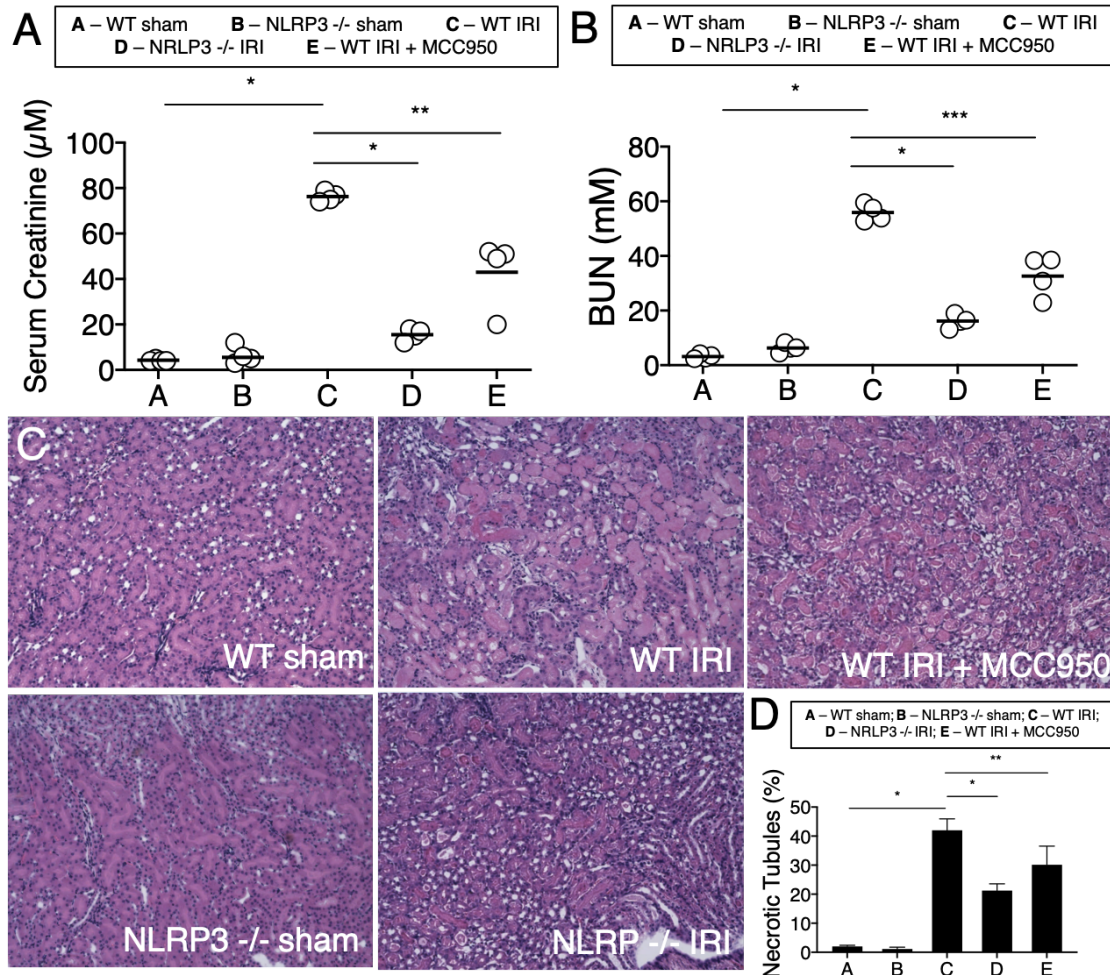 A
A – WT sham B – NLRP3 -/- sham C – WT IRI
D – NRLP3 -/- IRI E – WT IRI + MCC950
*
**
*
Serum Creatinine (µM)
100
80
60
40
20
0
A B C D E
B
A – WT sham B – NLRP3 -/- sham C – WT IRI
D – NRLP3 -/- IRI E – WT IRI + MCC950
*
***
*
BUN (mM)
80
60
40
20
0
A B C D E
C
WT sham
WT IRI
WT IRI + MCC950
NLRP3 -/- sham
NLRP -/- IRI
D
A – WT sham; B – NLRP3 -/- sham; C – WT IRI;
D – NRLP3 -/- IRI; E – WT IRI + MCC950
**
*
*
Necrotic Tubules (%)
50
40
30
20
10
0
A B C D E